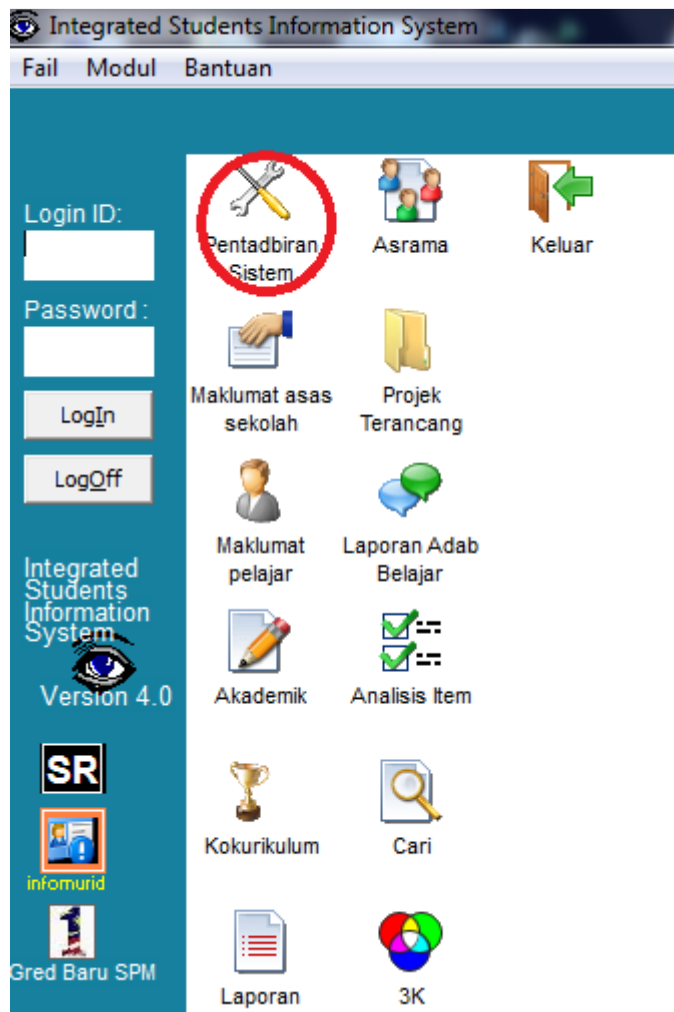 Integrated Students Information System
Fail Modul Bantuan
Login ID:
Password :
LogIn
LogOff
Integrated
Students
Information
System
Version 4.0
SR
infomurid
1
Gred Baru SPM
Pentadbiran
Sistem
Asrama
Keluar
Maklumat asas
sekolah
Projek
Terancang
Maklumat
pelajar
Laporan Adab
Belajar
Akademik
Analisis Item
Kokurikulum
Cari
Laporan
3K